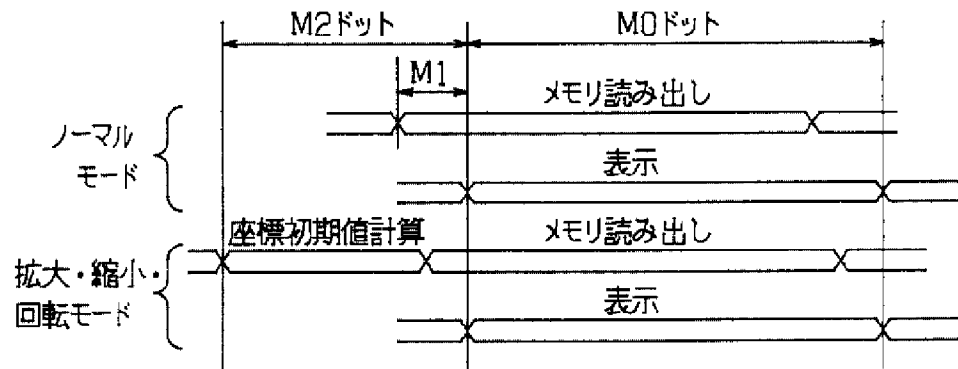 M2ドット
M0ドット
M1
メモリ読み出し
ノーマル
モード
表示
座標初期値計算
メモリ読み出し
拡大・縮小・
回転モード
表示